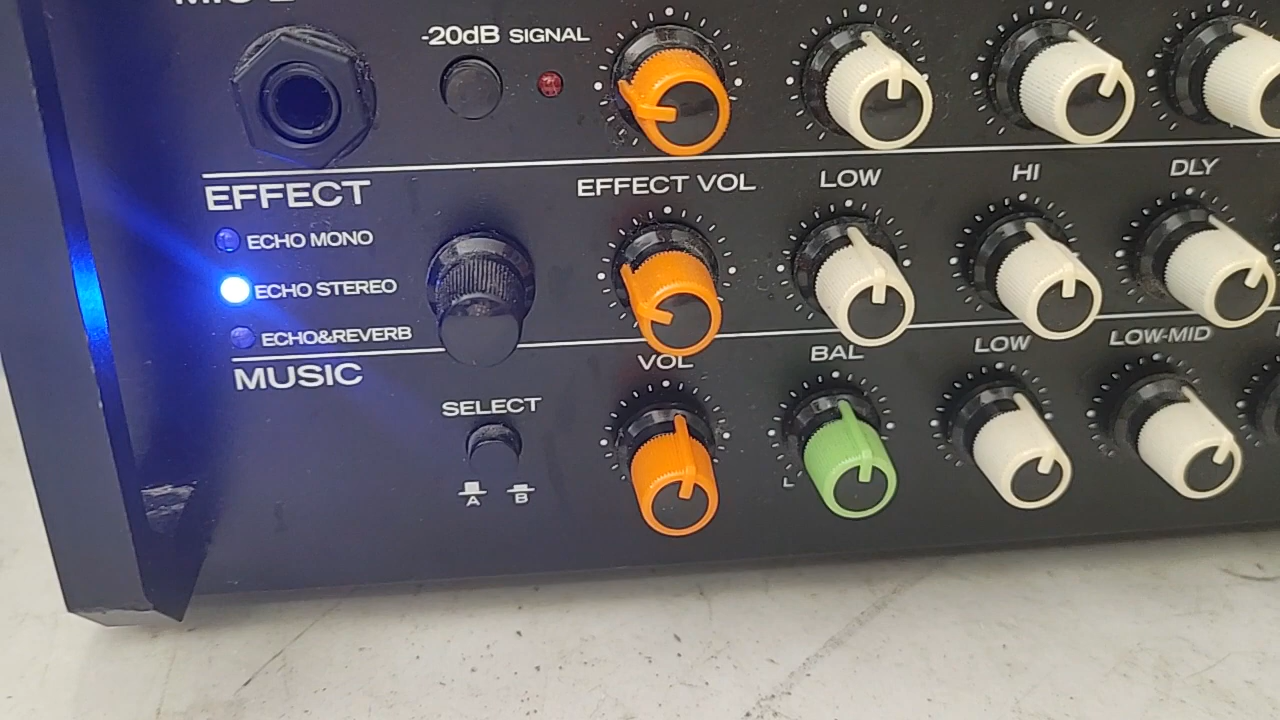 -20dB SIGNAL
EFFECT
EFFECT VOL
LOW
HI
DLY
ECHO MONO
ECHO STEREO
ECHO&REVERB
MUSIC
VOL
BAL
LOW
LOW-MID
SELECT
L
A
B